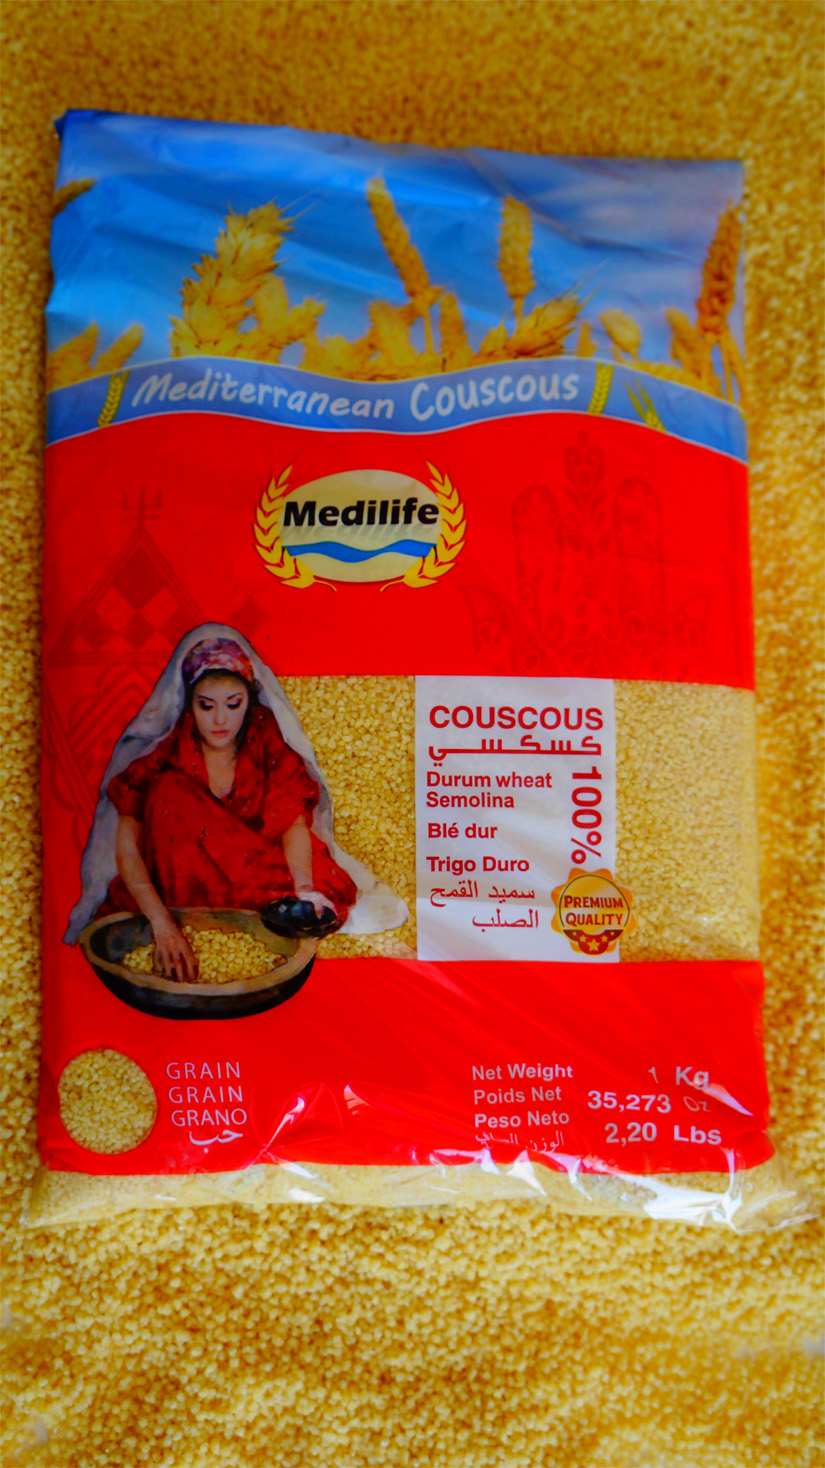 Mediterranean Couscous
Medilife
COUSCOUS
كسكسي
Durum wheat
Semolina
Blé dur
Trigo Duro
سميد القمح
الصلب
100%
PREMIUM
QUALITY
GRAIN
GRAIN
GRANO
حب
Net Weight 1 Kg
Poids Net 35,273 Oz
Peso Neto 2,20 Lbs
الوزن